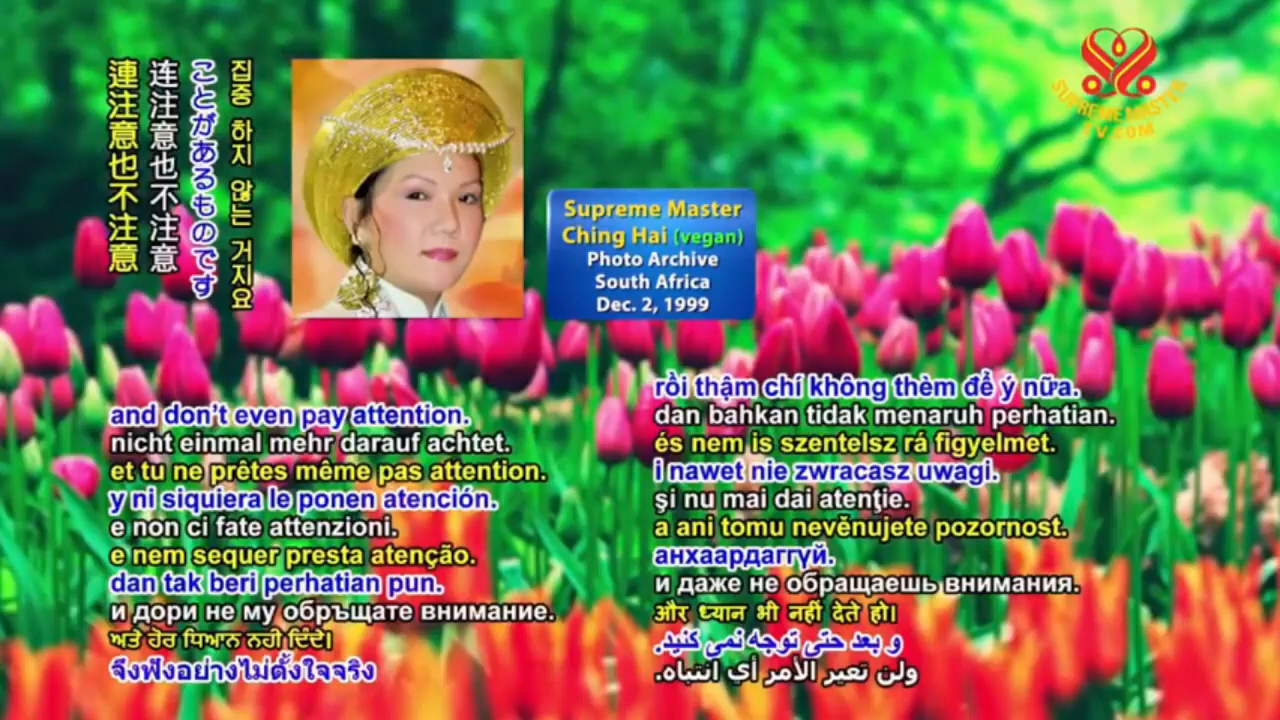 連注意也不注意
连注意也不注意
ことがあるものです
집중 하지 않는 거지요
SUPREME MASTER
TV.COM
Supreme Master
Ching Hai (vegan)
Photo Archive
South Africa
Dec. 2, 1999
and don't even pay attention.
nicht einmal mehr darauf achtet.
et tu ne prêtes même pas attention.
y ni siquiera le ponen atención.
e non ci fate attenzioni.
e nem sequer presta atenção.
dan tak beri perhatian pun.
и дори не му обръщате внимание.
ਅਤੇ ਹੋਰ ਧਿਆਨ ਨਹੀ ਦਿੰਦੇ।
จึงฟังอย่างไม่ตั้งใจจริง
rồi thậm chí không thèm để ý nữa.
dan bahkan tidak menaruh perhatian.
és nem is szentelsz rá figyelmet.
i nawet nie zwracasz uwagi.
şi nu mai dai atenţie.
a ani tomu nevěnujete pozornost.
анхаардаггүй.
и даже не обращаешь внимания.
और ध्यान भी नहीं देते हो।
و بعد حتی توجه نمی کنید.
ولن تعير الأمر أي انتباه.